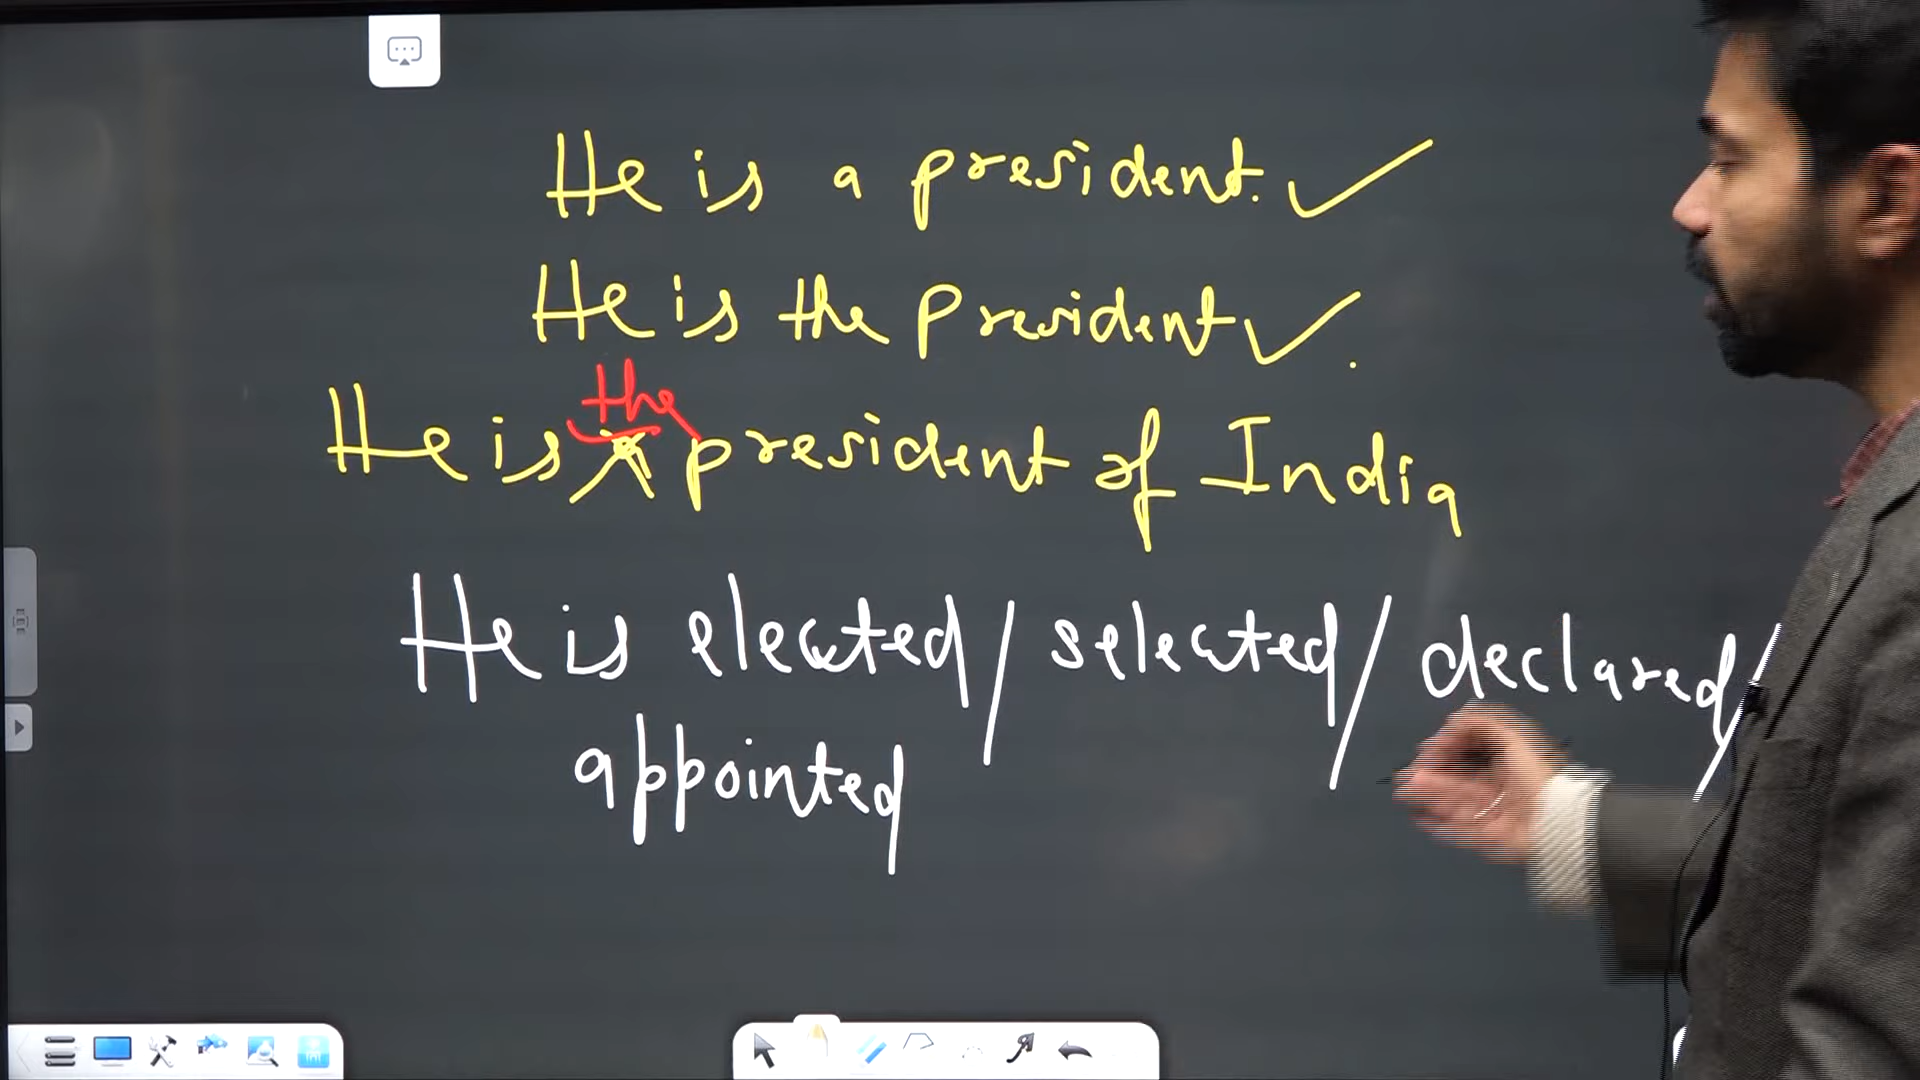 He is a president.
He is the President.
the
He is president of India
He is elected/selected/declared/
appointed